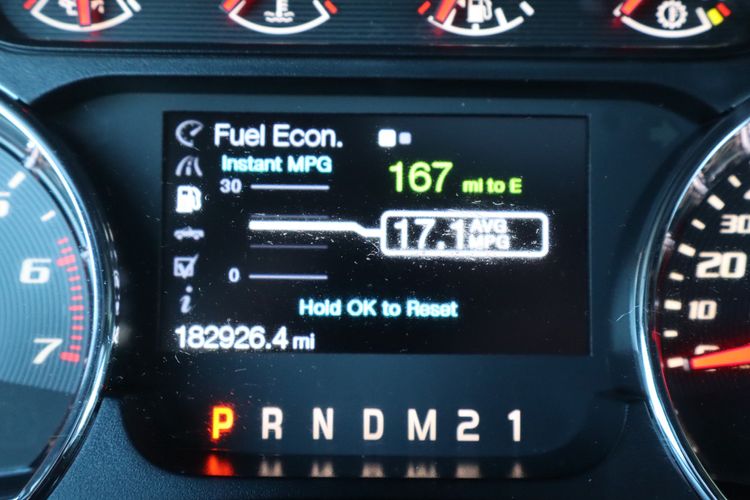 Fuel Econ.
Instant MPG
30
167 mi to E
17.1 AVG MPG
0
Hold OK to Reset
182926.4 mi
P R N D M 2 1
6
7
30
20
10